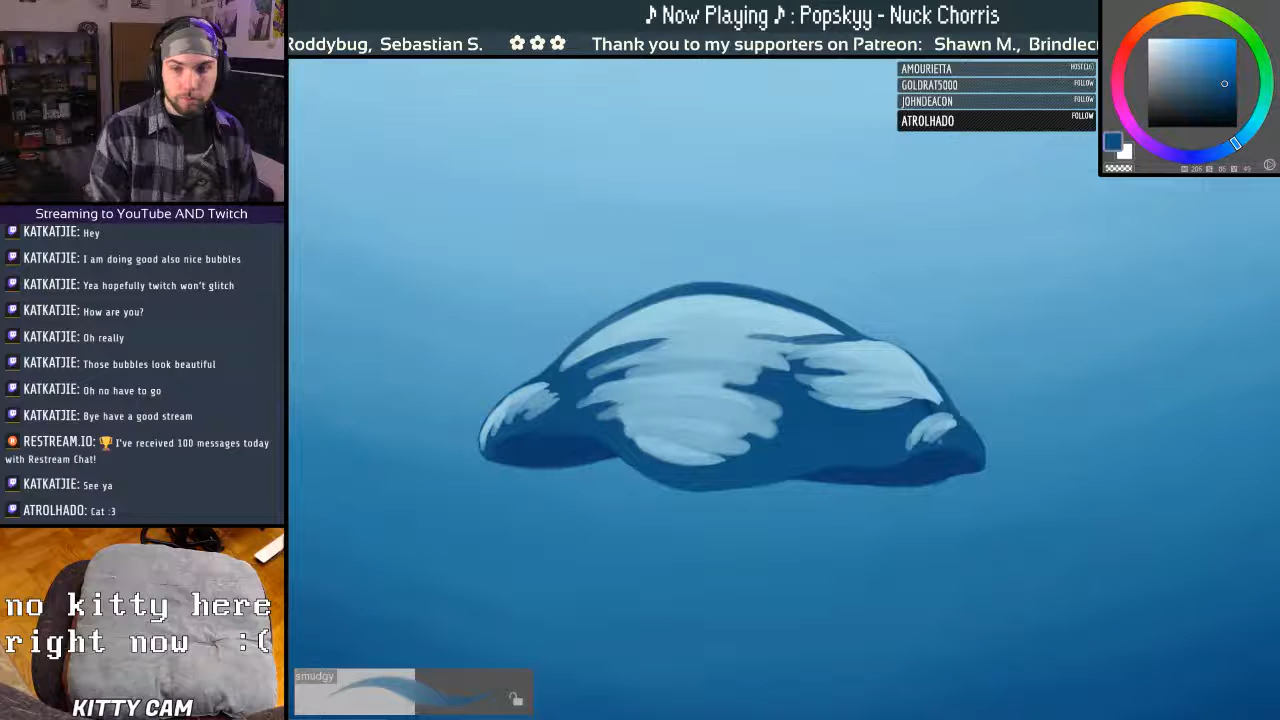 ♪ Now Playing ♪ : Popskyy - Nuck Chorris
Roddybug, Sebastian S. ✿ ✿ ✿ Thank you to my supporters on Patreon: Shawn M., Brindlecu
AMOURIETTA
GOLDRAT5000 FOLLOW
JOHNDEACON FOLLOW
ATROLHADO FOLLOW
Streaming to YouTube AND Twitch
KATKATJIE: Hey
KATKATJIE: I am doing good also nice bubbles
KATKATJIE: Yea hopefully twitch won't glitch
KATKATJIE: How are you?
KATKATJIE: Oh really
KATKATJIE: Those bubbles look beautiful
KATKATJIE: Oh no have to go
KATKATJIE: Bye have a good stream
RESTREAM.IO: 🏆 I've received 100 messages today
with Restream Chat!
KATKATJIE: See ya
ATROLHADO: Cat :3
no kitty here
right now :(
KITTY CAM
smudgy